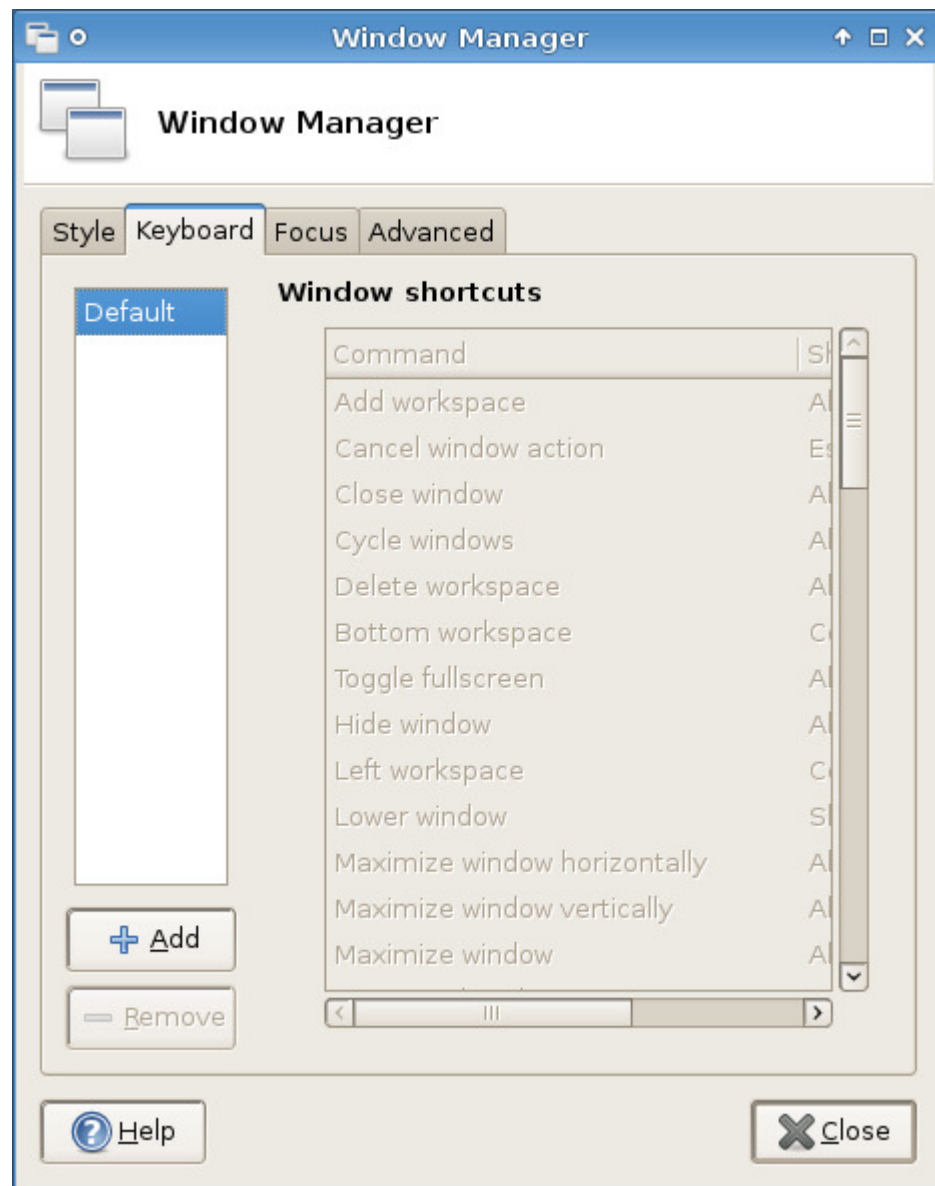 Window Manager
Window Manager
Style Keyboard Focus Advanced
Default
Window shortcuts
Command
Add workspace
Cancel window action
Close window
Cycle windows
Delete workspace
Bottom workspace
Toggle fullscreen
Hide window
Left workspace
Lower window
Maximize window horizontally
Maximize window vertically
Maximize window
Add
Remove
Help
Close